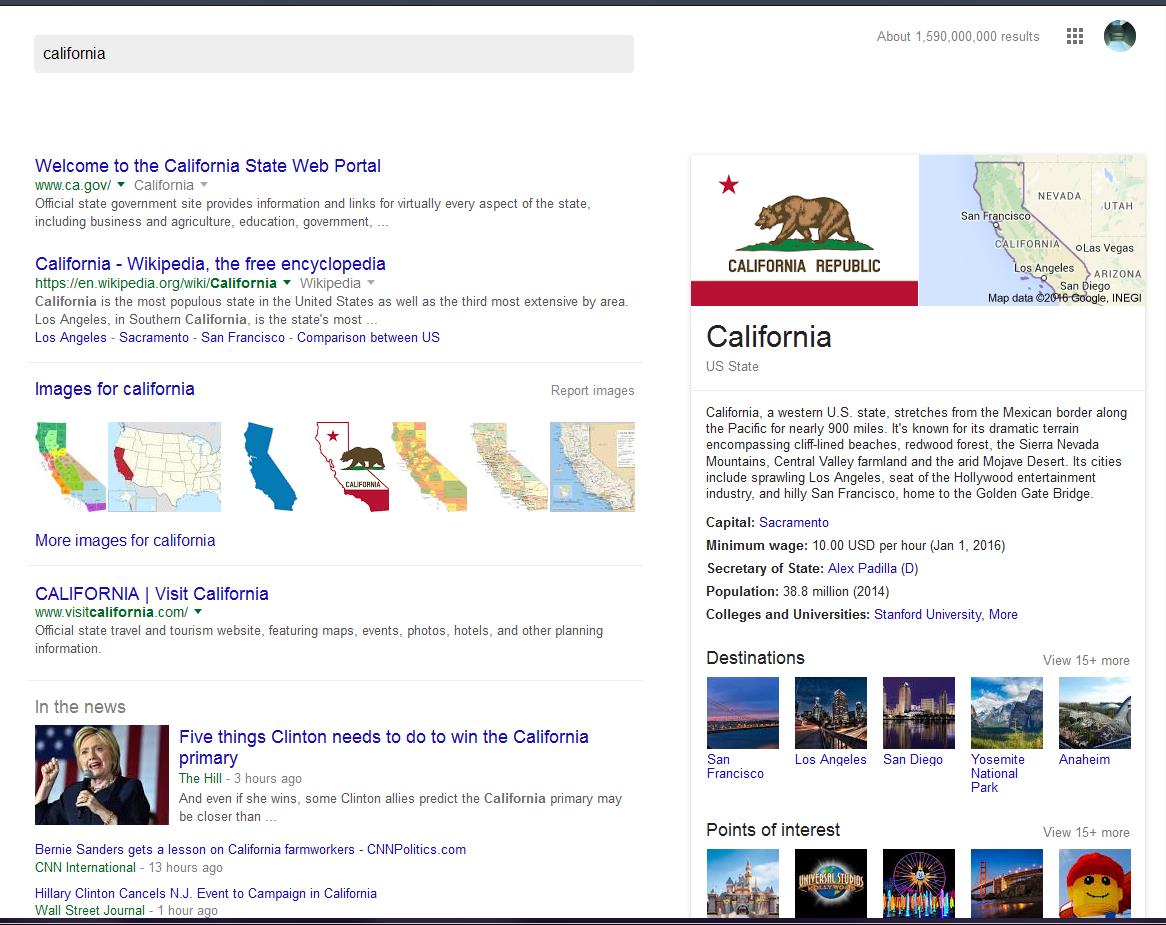 california
About 1,590,000,000 results
Welcome to the California State Web Portal
www.ca.gov/ ▼ California ▼
Official state government site provides information and links for virtually every aspect of the state,
including business and agriculture, education, government, ...
California - Wikipedia, the free encyclopedia
https://en.wikipedia.org/wiki/California ▼ Wikipedia ▼
California is the most populous state in the United States as well as the third most extensive by area.
Los Angeles, in Southern California, is the state's most ...
Los Angeles - Sacramento - San Francisco - Comparison between US
Images for california
Report images
CALIFORNIA
More images for california
CALIFORNIA | Visit California
www.visitcalifornia.com/ ▼
Official state travel and tourism website, featuring maps, events, photos, hotels, and other planning
information.
In the news
Five things Clinton needs to do to win the California
primary
The Hill - 3 hours ago
And even if she wins, some Clinton allies predict the California primary may
be closer than ...
Bernie Sanders gets a lesson on California farmworkers - CNNPolitics.com
CNN International - 13 hours ago
Hillary Clinton Cancels N.J. Event to Campaign in California
Wall Street Journal - 1 hour ago
CALIFORNIA REPUBLIC
NEVADA
UTAH
San Francisco
CALIFORNIA
Las Vegas
Los Angeles
ARIZONA
San Diego
Map data ©2016 Google, INEGI
California
US State
California, a western U.S. state, stretches from the Mexican border along
the Pacific for nearly 900 miles. It's known for its dramatic terrain
encompassing cliff-lined beaches, redwood forest, the Sierra Nevada
Mountains, Central Valley farmland and the arid Mojave Desert. Its cities
include sprawling Los Angeles, seat of the Hollywood entertainment
industry, and hilly San Francisco, home to the Golden Gate Bridge.
Capital: Sacramento
Minimum wage: 10.00 USD per hour (Jan 1, 2016)
Secretary of State: Alex Padilla (D)
Population: 38.8 million (2014)
Colleges and Universities: Stanford University, More
Destinations
View 15+ more
San
Francisco
Los Angeles
San Diego
Yosemite
National
Park
Anaheim
Points of interest
View 15+ more
UNIVERSAL STUDIOS
HOLLYWOOD